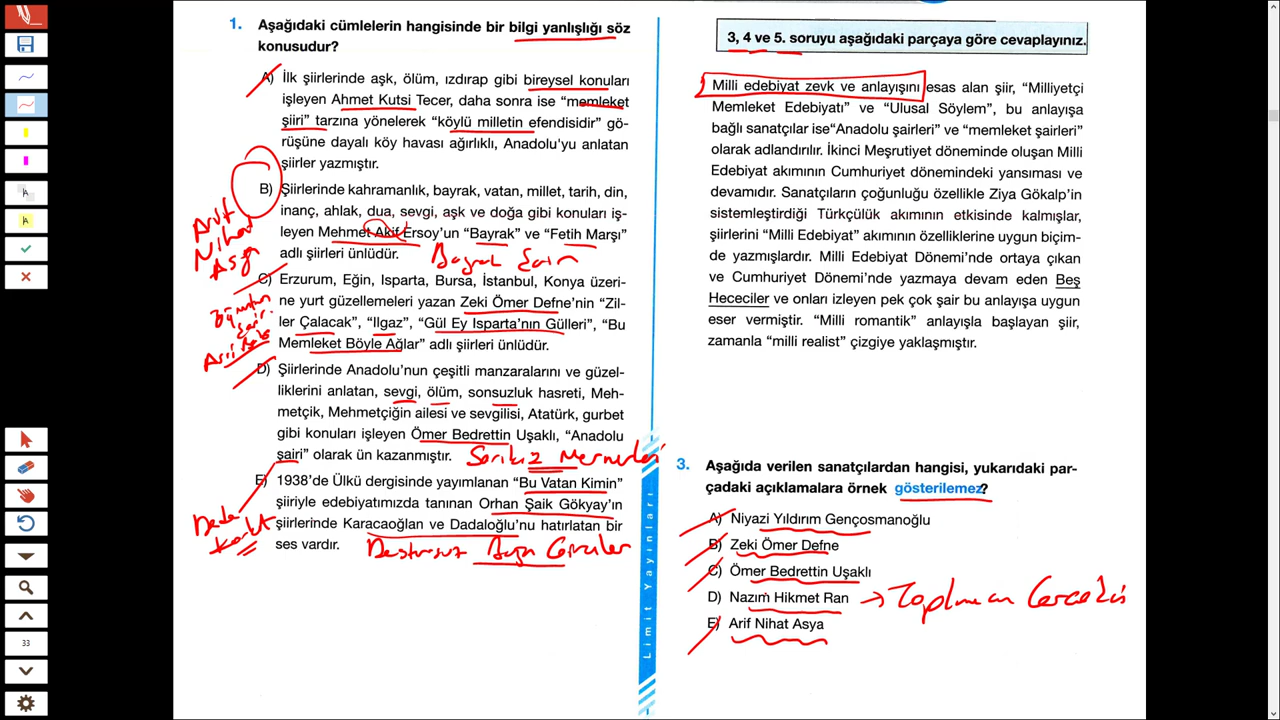 1. Aşağıdaki cümlelerin hangisinde bir bilgi yanlışlığı söz
konusudur?
A) İlk şiirlerinde aşk, ölüm, ızdırap gibi bireysel konuları
işleyen Ahmet Kutsi Tecer, daha sonra ise “memleket
şiiri” tarzına yönelerek “köylü milletin efendisidir” gö-
rüşüne dayalı köy havası ağırlıklı, Anadolu'yu anlatan
şiirler yazmıştır.
B) Şiirlerinde kahramanlık, bayrak, vatan, millet, tarih, din,
inanç, ahlak, dua, sevgi, aşk ve doğa gibi konuları iş-
leyen Mehmet Akif Ersoy'un “Bayrak” ve “Fetih Marşı”
adlı şiirleri ünlüdür.
Arif
Nihat
Asya
Bayrak Şairi
C) Erzurum, Eğin, Isparta, Bursa, İstanbul, Konya üzeri-
ne yurt güzellemeleri yazan Zeki Ömer Defne'nin “Zil-
ler Çalacak”, “Ilgaz”, “Gül Ey Isparta'nın Gülleri”, “Bu
Memleket Böyle Ağlar” adlı şiirleri ünlüdür.
D) Şiirlerinde Anadolu'nun çeşitli manzaralarını ve güzel-
liklerini anlatan, sevgi, ölüm, sonsuzluk hasreti, Meh-
metçik, Mehmetçiğin ailesi ve sevgilisi, Atatürk, gurbet
gibi konuları işleyen Ömer Bedrettin Uşaklı, “Anadolu
şairi” olarak ün kazanmıştır.
Sarıkız Mermerleri
E) 1938'de Ülkü dergisinde yayımlanan “Bu Vatan Kimin”
şiiriyle edebiyatımızda tanınan Orhan Şaik Gökyay'ın
şiirlerinde Karacaoğlan ve Dadaloğlu'nu hatırlatan bir
ses vardır.
Dede
Korkut
Destursuz Bağa Girenler
3, 4 ve 5. soruyu aşağıdaki parçaya göre cevaplayınız.
Milli edebiyat zevk ve anlayışını esas alan şiir, “Milliyetçi
Memleket Edebiyatı” ve “Ulusal Söylem”, bu anlayışa
bağlı sanatçılar ise“Anadolu şairleri” ve “memleket şairleri”
olarak adlandırılır. İkinci Meşrutiyet döneminde oluşan Milli
Edebiyat akımının Cumhuriyet dönemindeki yansıması ve
devamıdır. Sanatçıların çoğunluğu özellikle Ziya Gökalp'in
sistemleştirdiği Türkçülük akımının etkisinde kalmışlar,
şiirlerini “Milli Edebiyat” akımının özelliklerine uygun biçim-
de yazmışlardır. Milli Edebiyat Dönemi'nde ortaya çıkan
ve Cumhuriyet Dönemi'nde yazmaya devam eden Beş
Hececiler ve onları izleyen pek çok şair bu anlayışa uygun
eser vermiştir. “Milli romantik” anlayışla başlayan şiir,
zamanla “milli realist” çizgiye yaklaşmıştır.
3. Aşağıda verilen sanatçılardan hangisi, yukarıdaki par-
çadaki açıklamalara örnek gösterilemez?
A) Niyazi Yıldırım Gençosmanoğlu
B) Zeki Ömer Defne
C) Ömer Bedrettin Uşaklı
D) Nazım Hikmet Ran
E) Arif Nihat Asya
Limit Yayınları
33